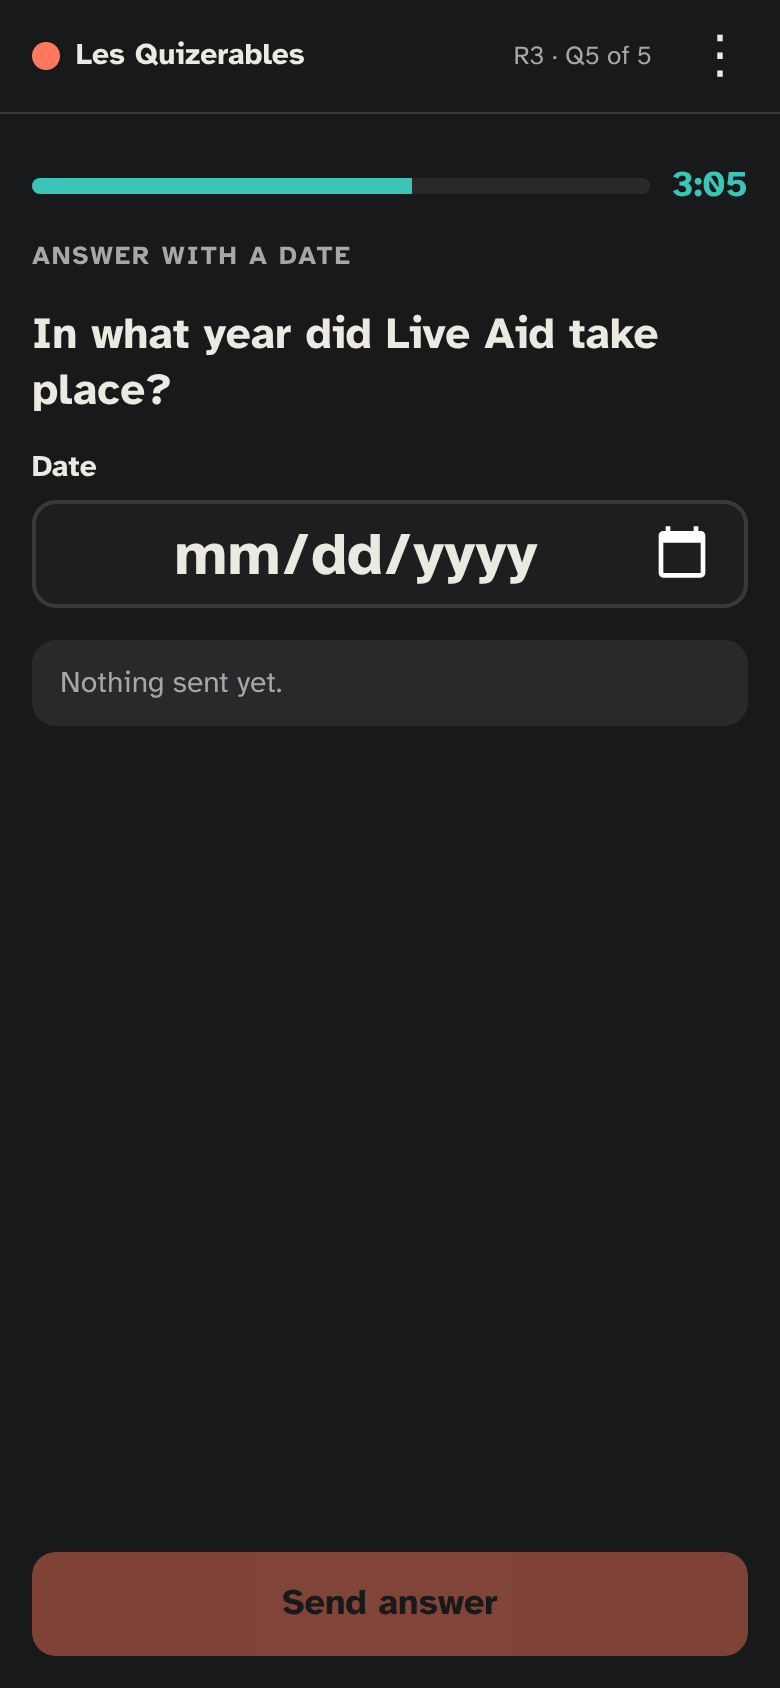 Les Quizerables
R3 · Q5 of 5
3:05
ANSWER WITH A DATE
In what year did Live Aid take
place?
Date
mm/dd/yyyy
Nothing sent yet.
Send answer